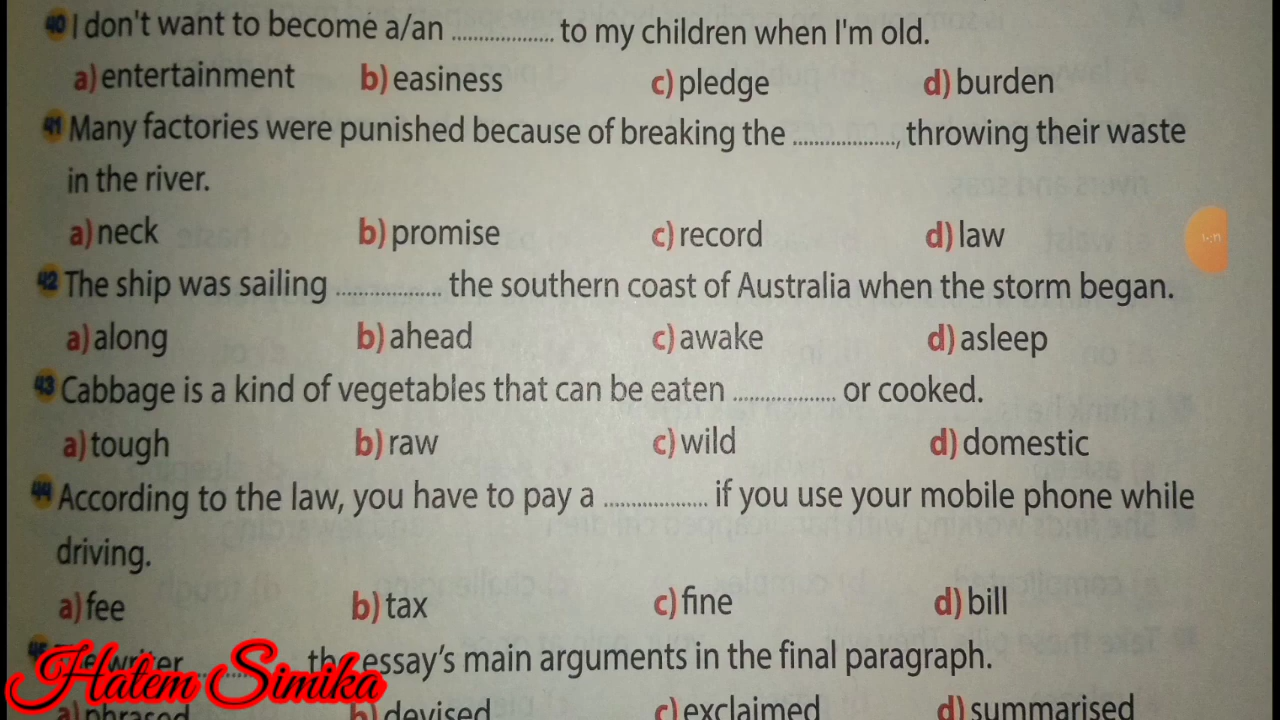 40 I don't want to become a/an .................. to my children when I'm old.
a) entertainment b) easiness c) pledge d) burden
41 Many factories were punished because of breaking the .................., throwing their waste
in the river.
a) neck b) promise c) record d) law
42 The ship was sailing .................. the southern coast of Australia when the storm began.
a) along b) ahead c) awake d) asleep
43 Cabbage is a kind of vegetables that can be eaten .................. or cooked.
a) tough b) raw c) wild d) domestic
44 According to the law, you have to pay a .................. if you use your mobile phone while
driving.
a) fee b) tax c) fine d) bill
writer .................. the essay's main arguments in the final paragraph.
a) phrased b) devised c) exclaimed d) summarised
Hatem Simika